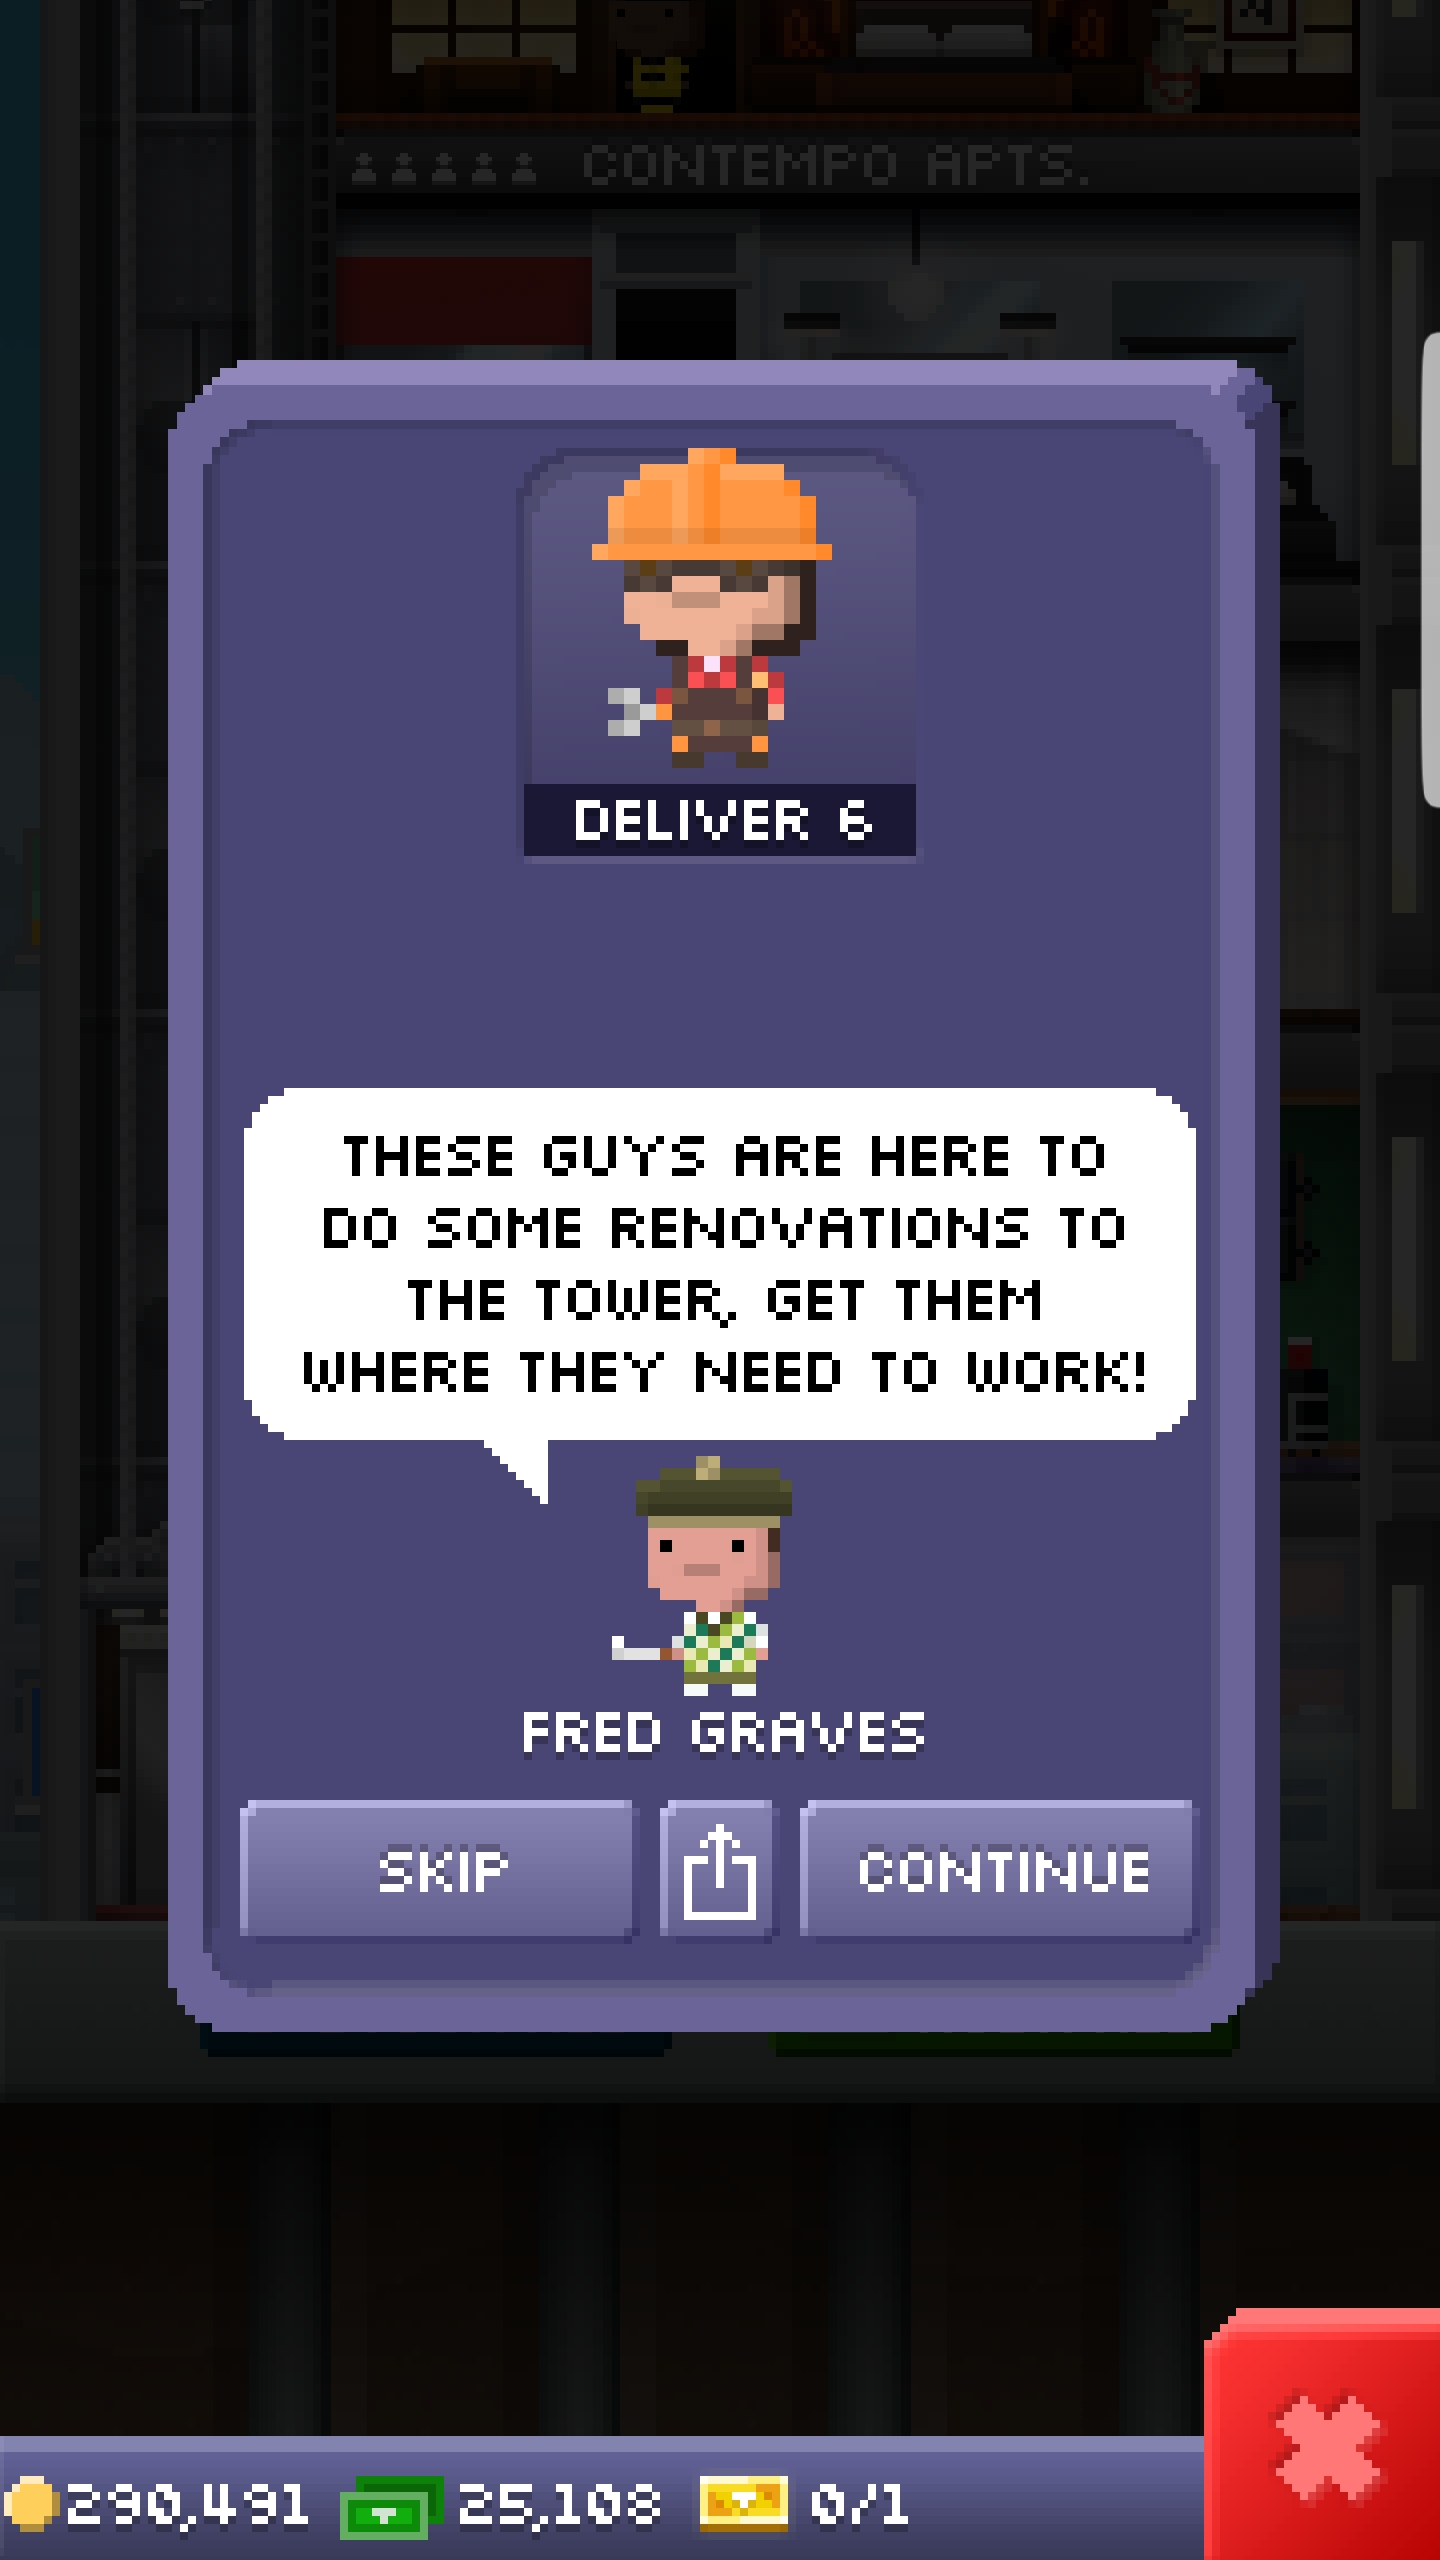 CONTEMPO APTS.
DELIVER 6
THESE GUYS ARE HERE TO
DO SOME RENOVATIONS TO
THE TOWER, GET THEM
WHERE THEY NEED TO WORK!
FRED GRAVES
SKIP
CONTINUE
290,491 25,108 0/1